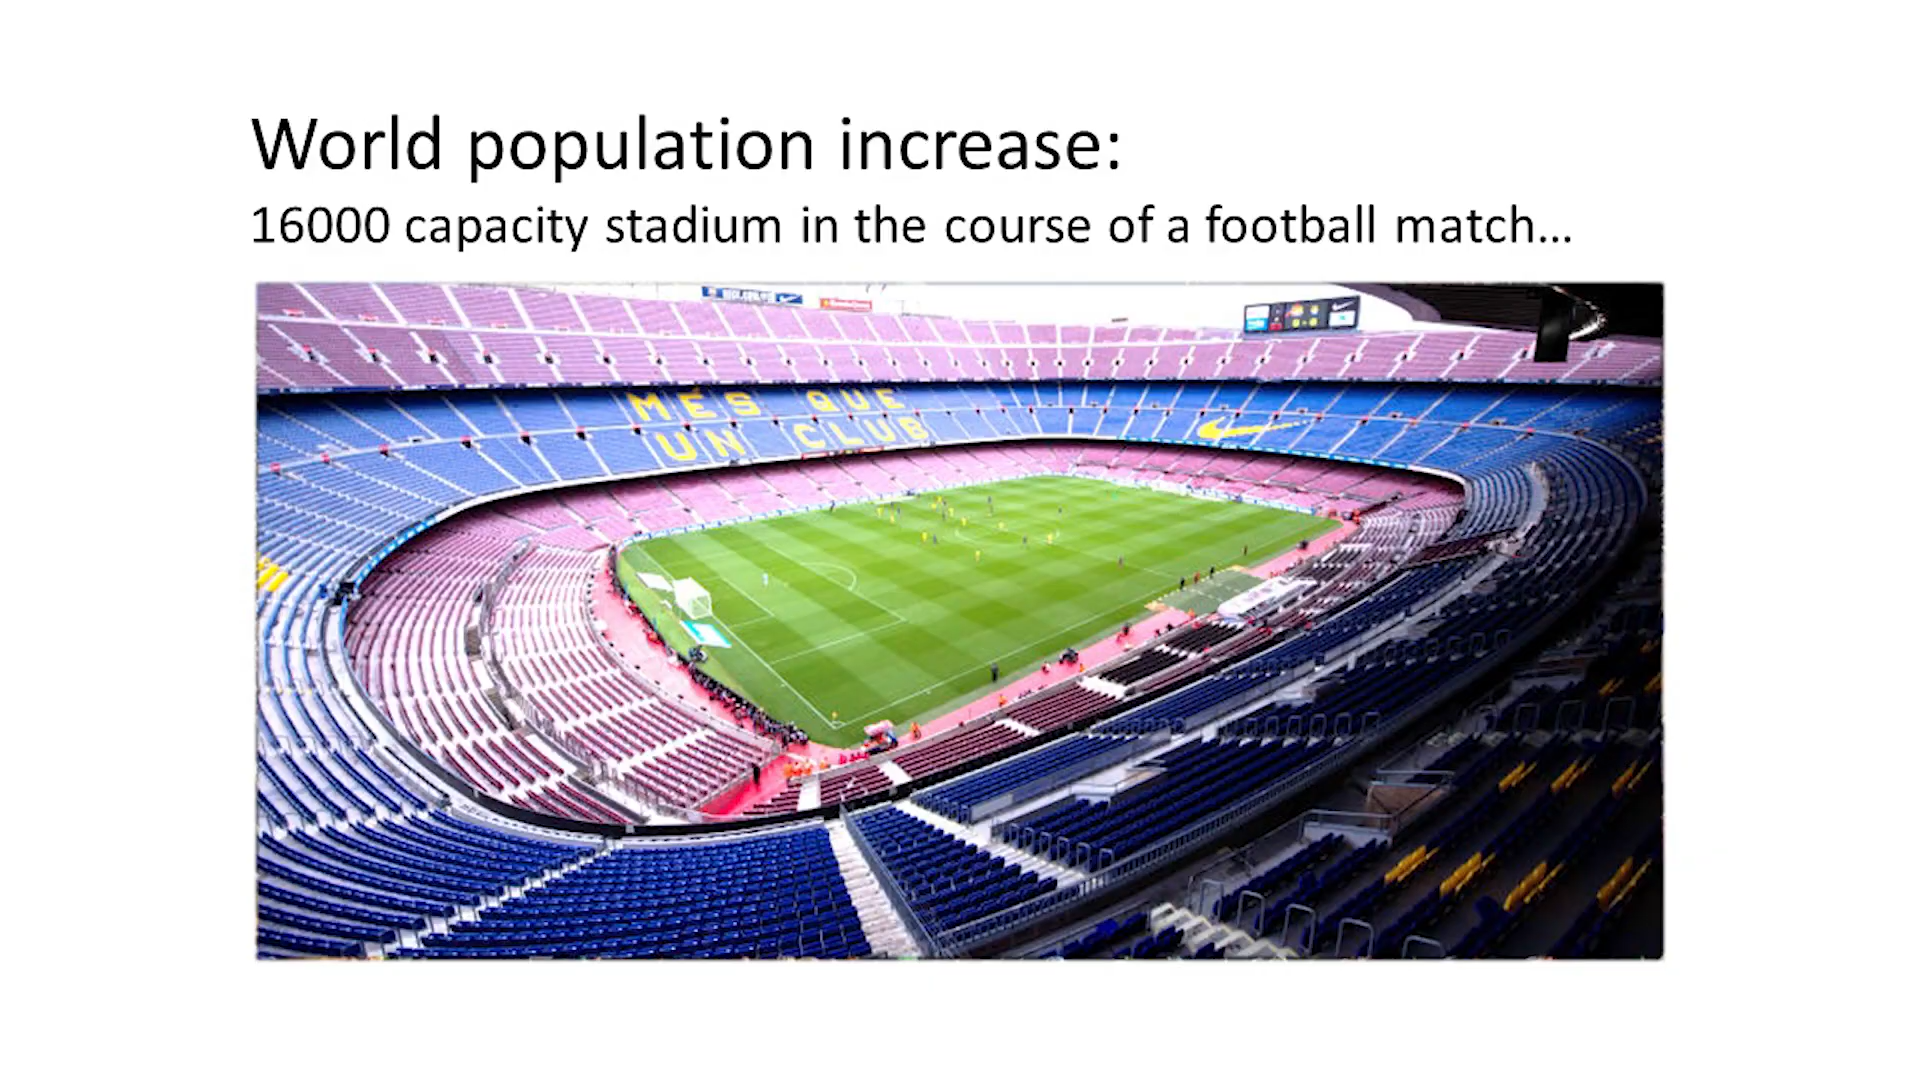 World population increase:
16000 capacity stadium in the course of a football match...
MÉS QUE
UN CLUB